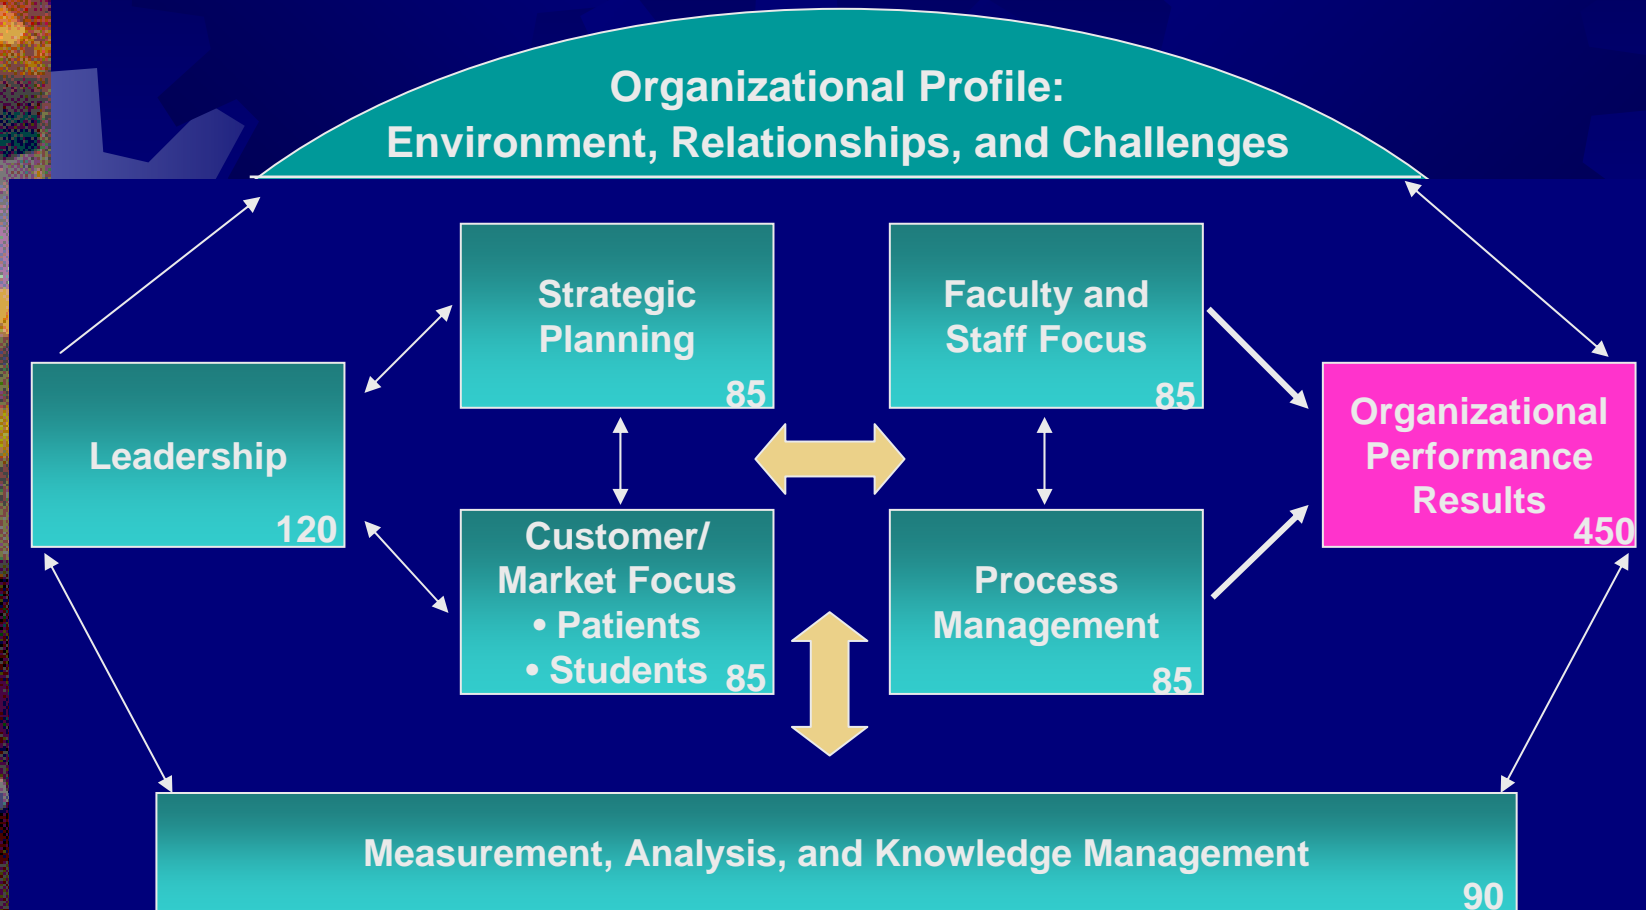 Organizational Profile:
Environment, Relationships, and Challenges
Strategic
Planning
85
Faculty and
Staff Focus
85
Leadership
120
Organizational
Performance
Results
450
Customer/
Market Focus
• Patients
• Students
85
Process
Management
85
Measurement, Analysis, and Knowledge Management
90